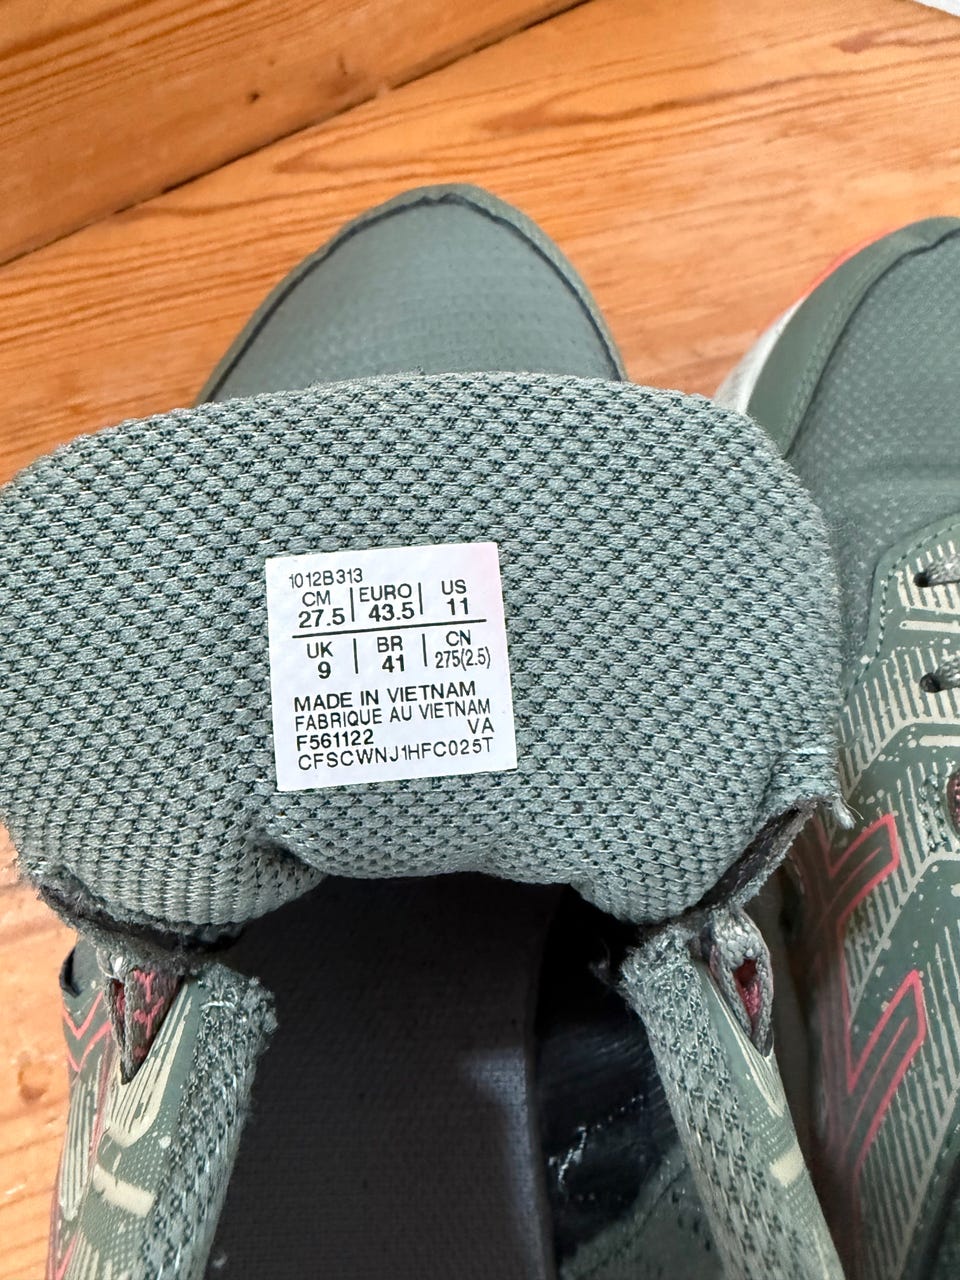 1012B313
CM | EURO | US
27.5 | 43.5 | 11
UK | BR | CN
9 | 41 | 275(2.5)
MADE IN VIETNAM
FABRIQUE AU VIETNAM
F561122 VA
CFSCWNJ1HFC025T